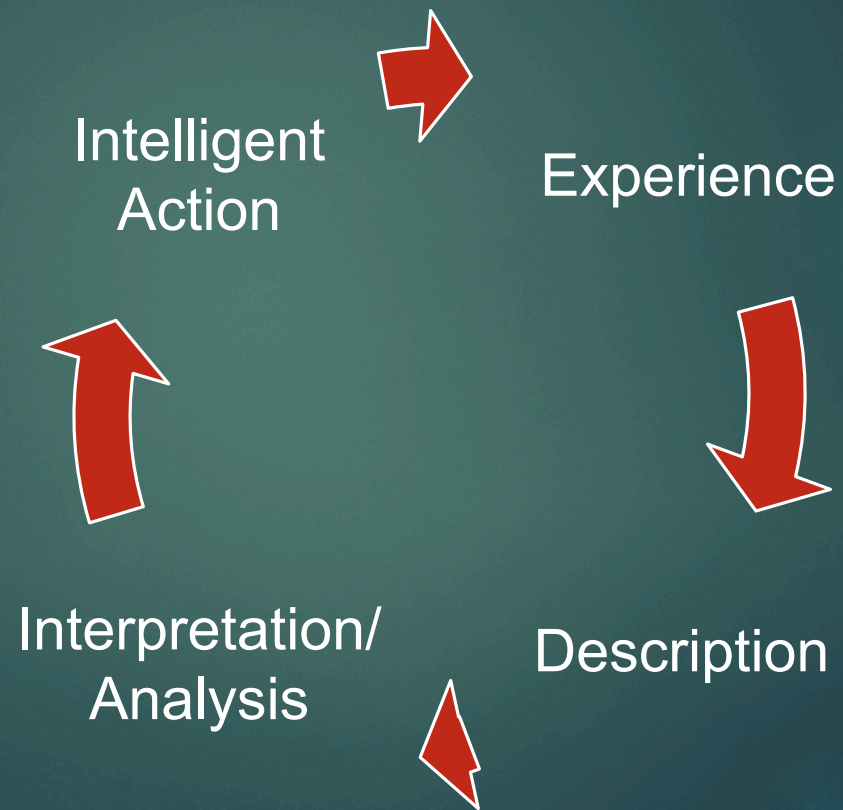 Intelligent
Action
Experience
Interpretation/
Analysis
Description